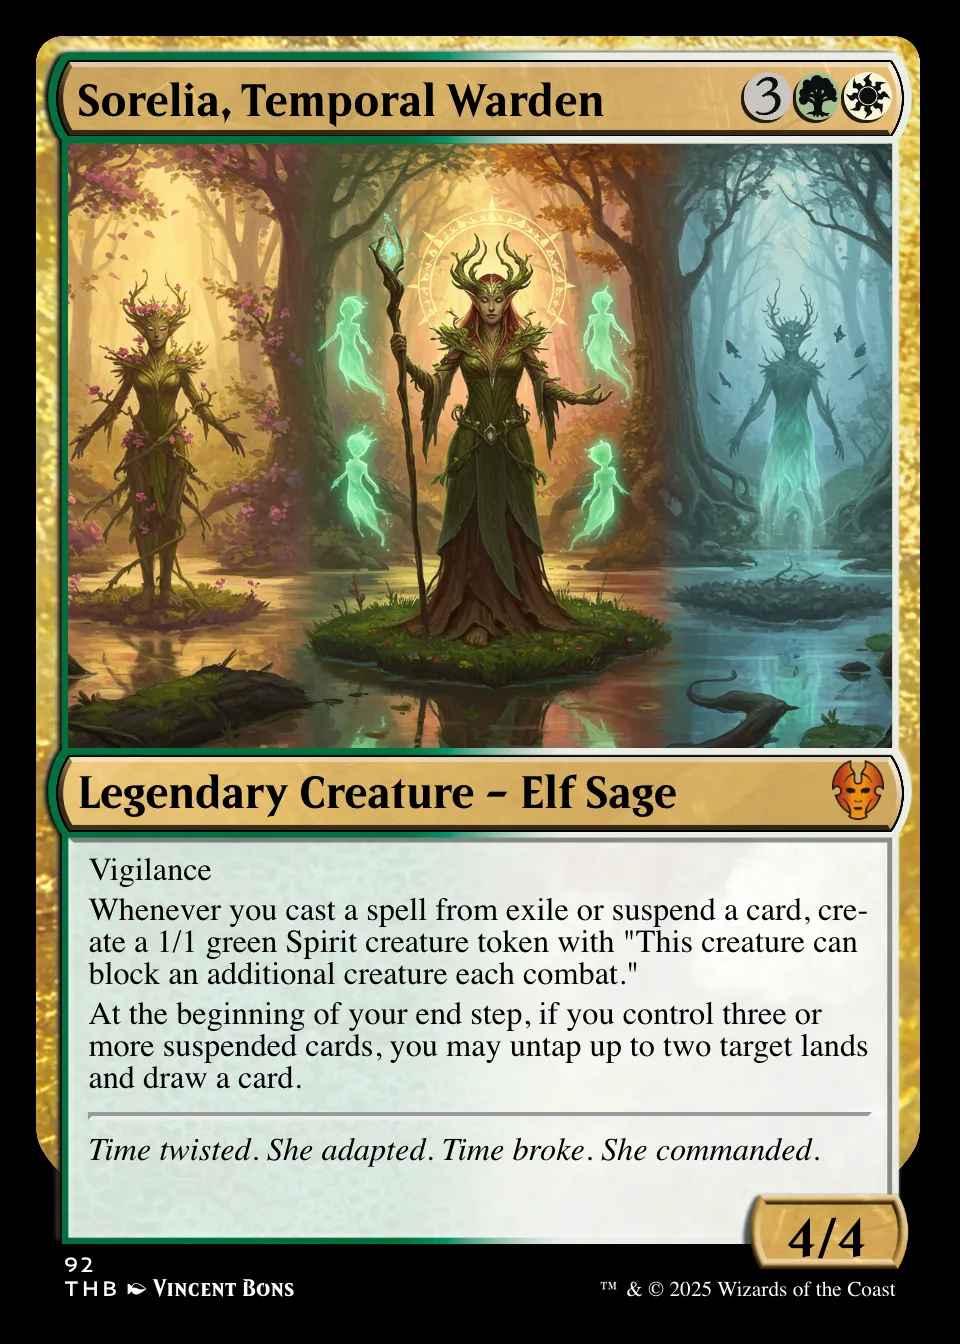 Sorelia, Temporal Warden 3
Legendary Creature – Elf Sage
Vigilance
Whenever you cast a spell from exile or suspend a card, cre-
ate a 1/1 green Spirit creature token with "This creature can
block an additional creature each combat."
At the beginning of your end step, if you control three or
more suspended cards, you may untap up to two target lands
and draw a card.
Time twisted. She adapted. Time broke. She commanded.
4/4
92
THB VINCENT BONS
™ & © 2025 Wizards of the Coast